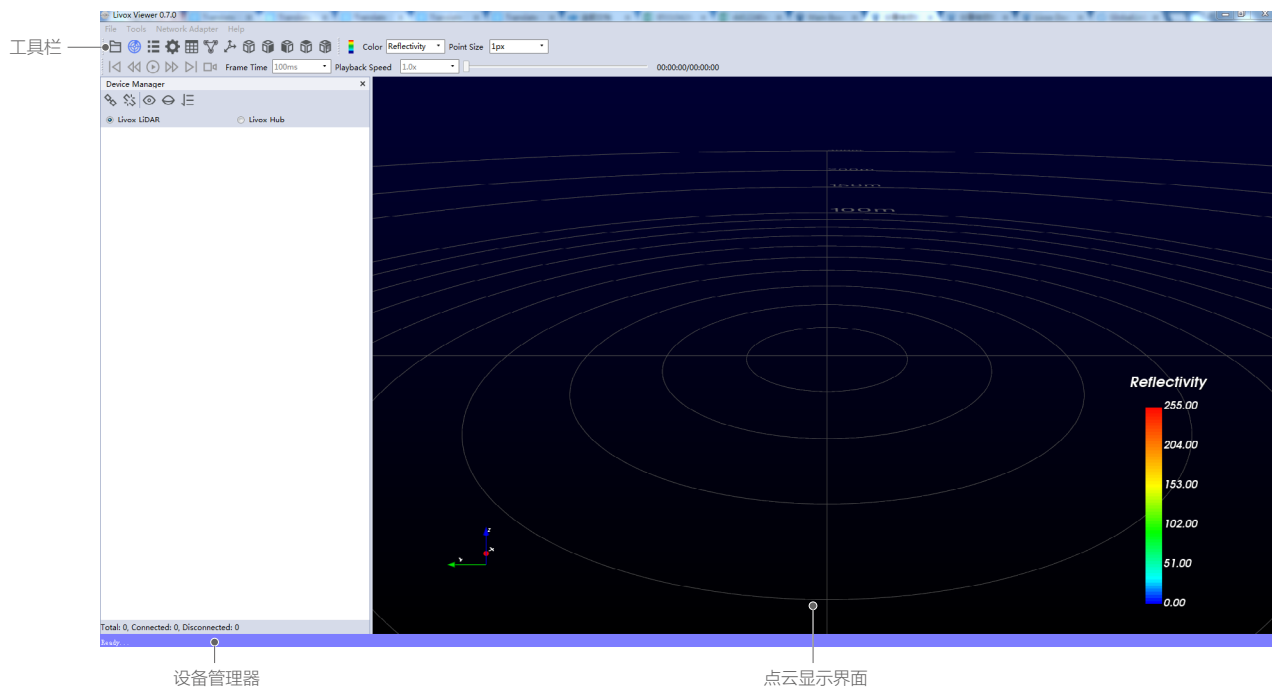 Livox Viewer 0.7.0
File Tools Network Adapter Help
工具栏
Color Reflectivity Point Size 1px
Frame Time 100ms Playback Speed 1.0x 00:00:00/00:00:00
Device Manager
Livox LiDAR Livox Hub
150m
100m
Reflectivity
255.00
204.00
153.00
102.00
51.00
0.00
Z
X
Y
Total: 0, Connected: 0, Disconnected: 0
Ready
设备管理器
点云显示界面